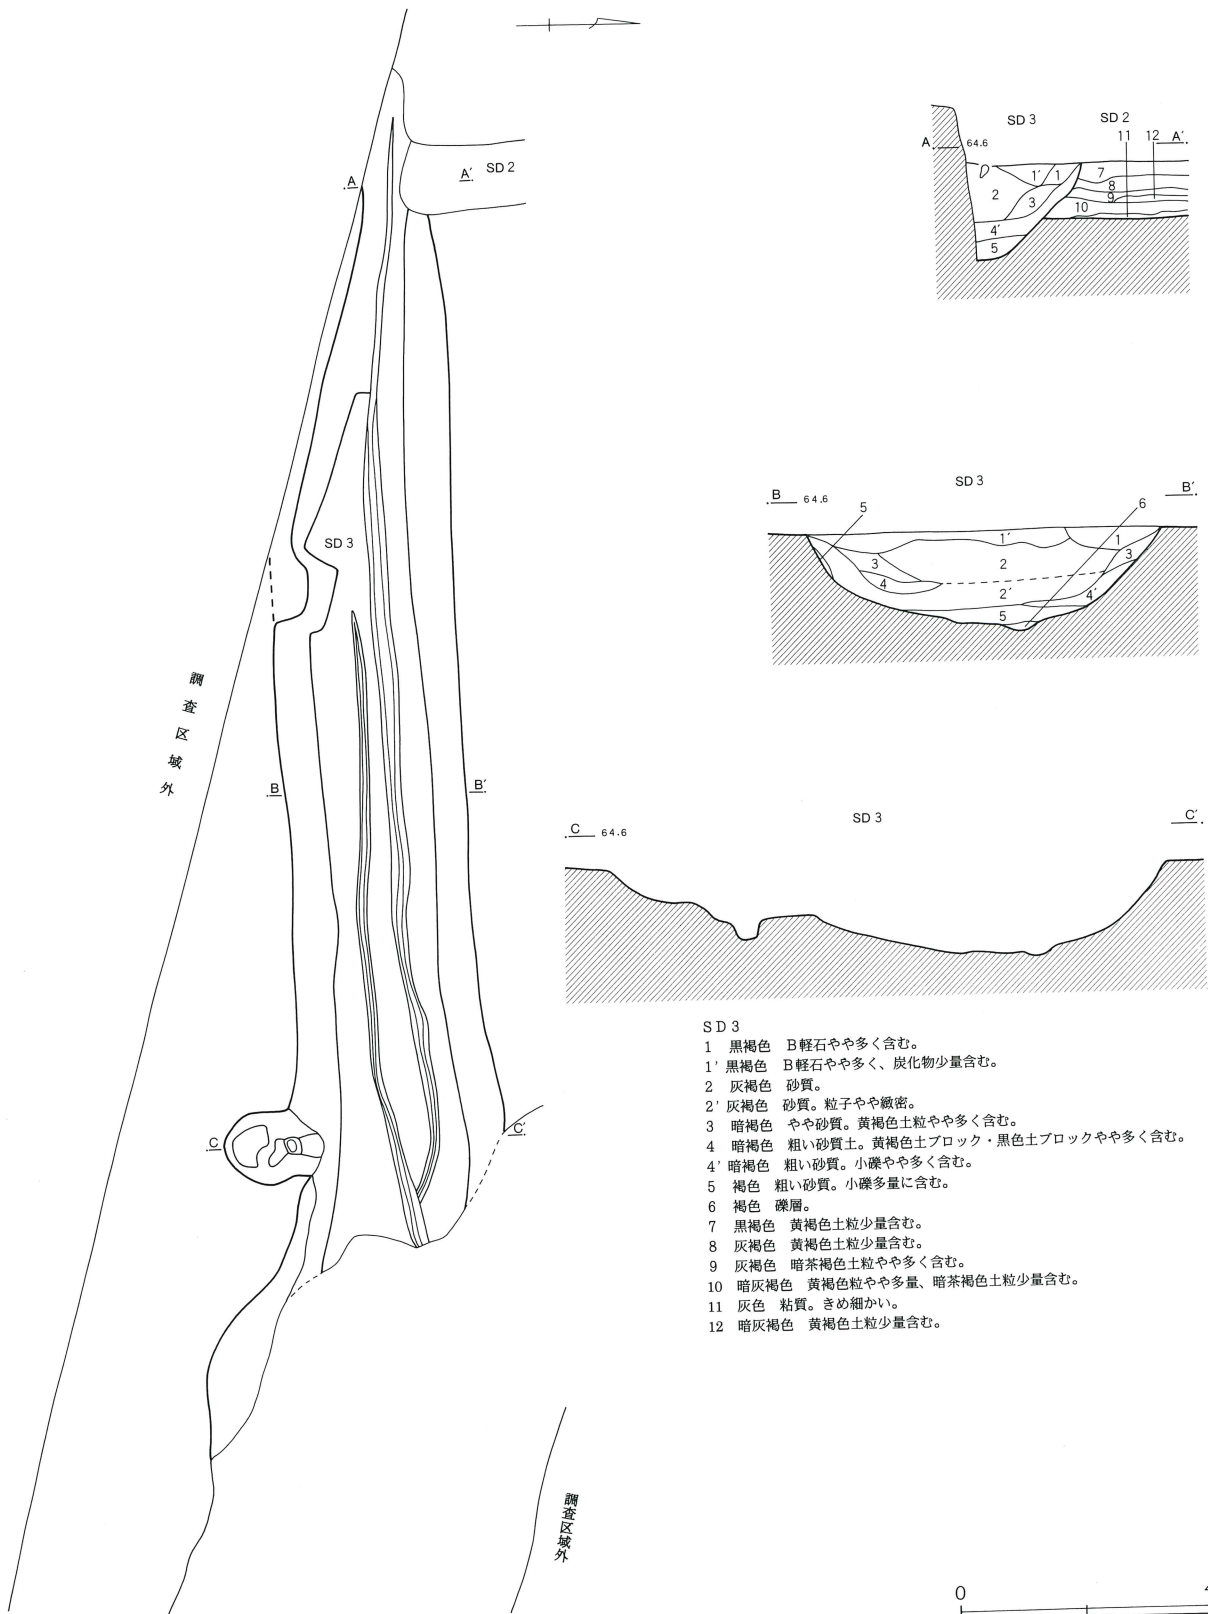 A
A′
SD 2
SD 3
調査区域外
B
B′
C
C′
調査区域外
SD 3
SD 2
A
64.6
11
12
A′
1′
1
7
2
8
3
9
10
4′
5
SD 3
B
64.6
B′
5
6
1′
1
3
2
3
4
2′
4′
5
SD 3
C
64.6
C′
SD 3
1 黒褐色 B軽石やや多く含む。
1′ 黒褐色 B軽石やや多く、炭化物少量含む。
2 灰褐色 砂質。
2′ 灰褐色 砂質。粒子やや緻密。
3 暗褐色 やや砂質。黄褐色土粒やや多く含む。
4 暗褐色 粗い砂質土。黄褐色土ブロック・黒色土ブロックやや多く含む。
4′ 暗褐色 粗い砂質。小礫やや多く含む。
5 褐色 粗い砂質。小礫多量に含む。
6 褐色 礫層。
7 黒褐色 黄褐色土粒少量含む。
8 灰褐色 黄褐色土粒少量含む。
9 灰褐色 暗茶褐色土粒やや多く含む。
10 暗灰褐色 黄褐色粒やや多量、暗茶褐色土粒少量含む。
11 灰色 粘質。きめ細かい。
12 暗灰褐色 黄褐色土粒少量含む。
0